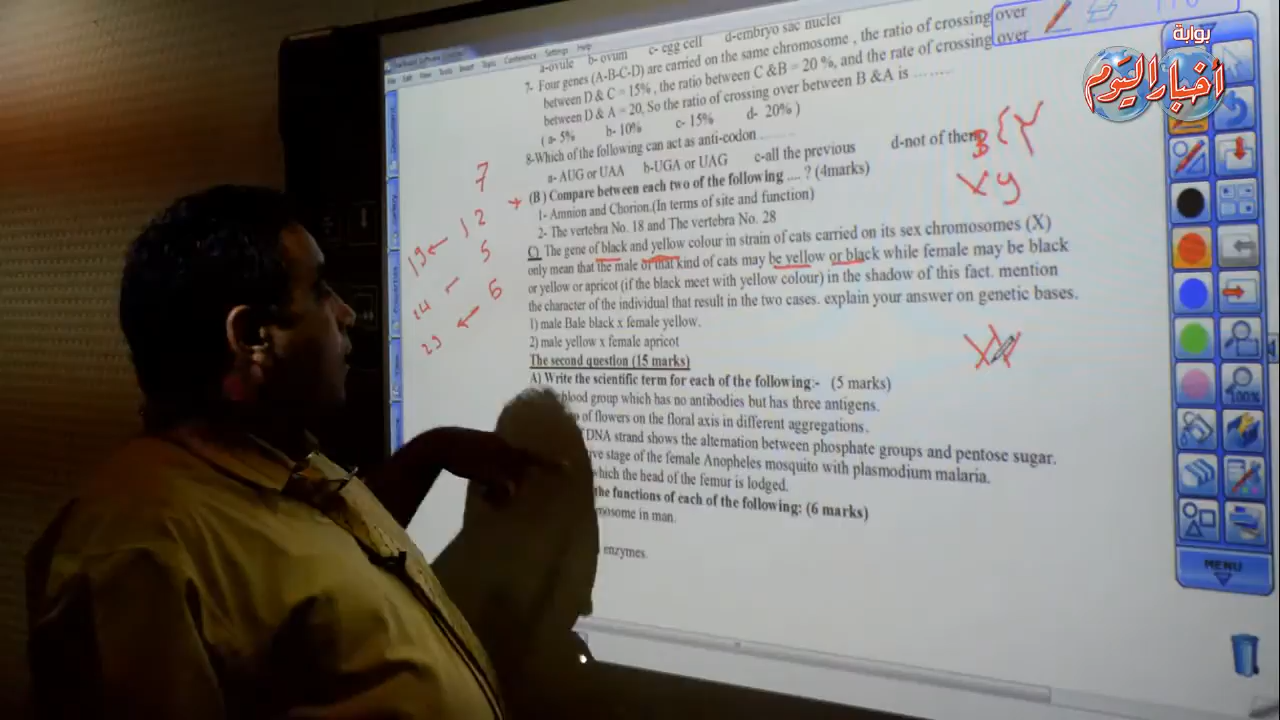 a-ovule b- ovum c- egg cell d-embryo sac nuclei
7- Four genes (A-B-C-D) are carried on the same chromosome , the ratio of crossing over
between D & C = 15% , the ratio between C &B = 20 %, and the rate of crossing over
between D & A = 20, So the ratio of crossing over between B &A is ........
( a- 5% b- 10% c- 15% d- 20% )
8-Which of the following can act as anti-codon .........
a- AUG or UAA b-UGA or UAG c-all the previous d-not of them
(B ) Compare between each two of the following .... ? (4marks)
1- Amnion and Chorion.(In terms of site and function)
2- The vertebra No. 18 and The vertebra No. 28
Q) The gene of black and yellow colour in strain of cats carried on its sex chromosomes (X)
only mean that the male of that kind of cats may be yellow or black while female may be black
or yellow or apricot (if the black meet with yellow colour) in the shadow of this fact. mention
the character of the individual that result in the two cases. explain your answer on genetic bases.
1) male Bale black x female yellow.
2) male yellow x female apricot
The second question (15 marks)
A) Write the scientific term for each of the following:- (5 marks)
blood group which has no antibodies but has three antigens.
of flowers on the floral axis in different aggregations.
DNA strand shows the alternation between phosphate groups and pentose sugar.
stage of the female Anopheles mosquito with plasmodium malaria.
which the head of the femur is lodged.
the functions of each of the following: (6 marks)
in man.
enzymes.
7
12
19
5
14
6
B Y
X y
MENU
100%
بوابة
أخبار اليوم